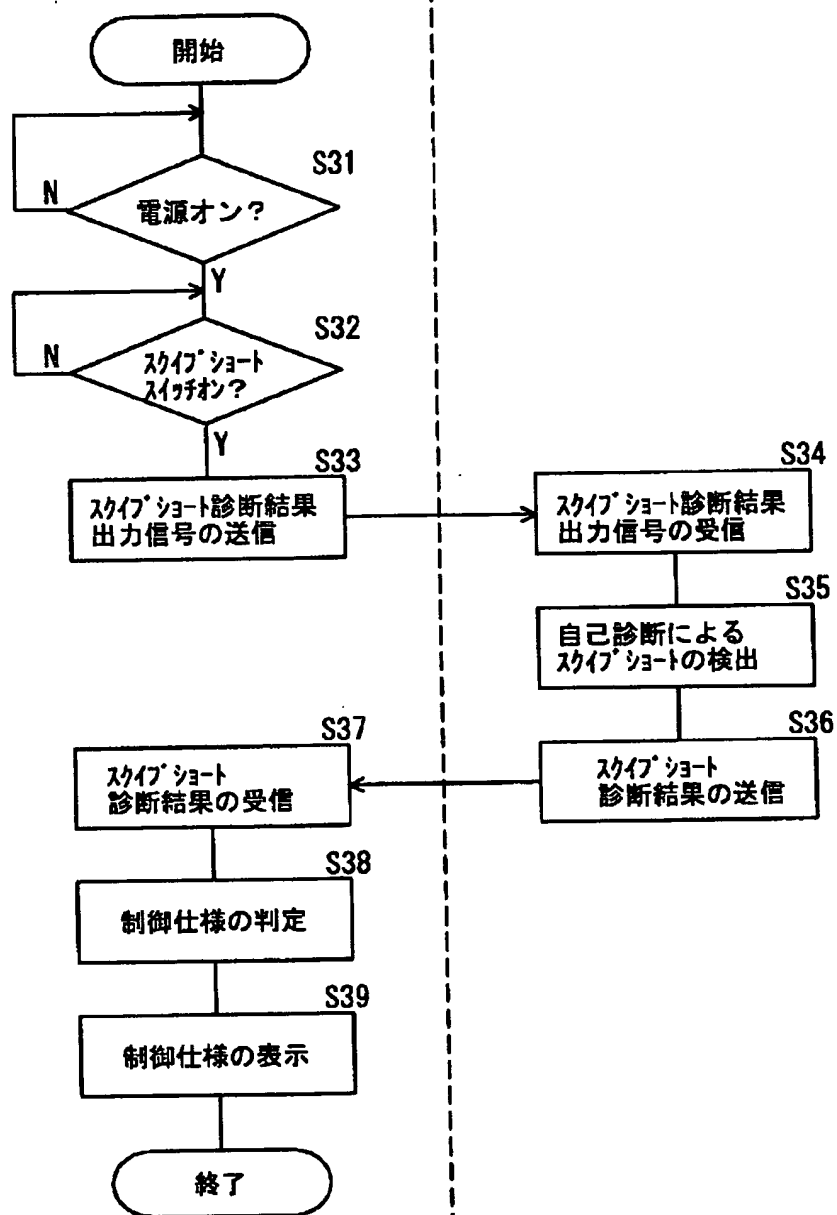 開始
S31
電源オン?
N
Y
S32
スクイブショート
スイッチオン?
N
Y
S33
スクイブショート診断結果
出力信号の送信
S34
スクイブショート診断結果
出力信号の受信
S35
自己診断による
スクイブショートの検出
S36
スクイブショート
診断結果の送信
S37
スクイブショート
診断結果の受信
S38
制御仕様の判定
S39
制御仕様の表示
終了